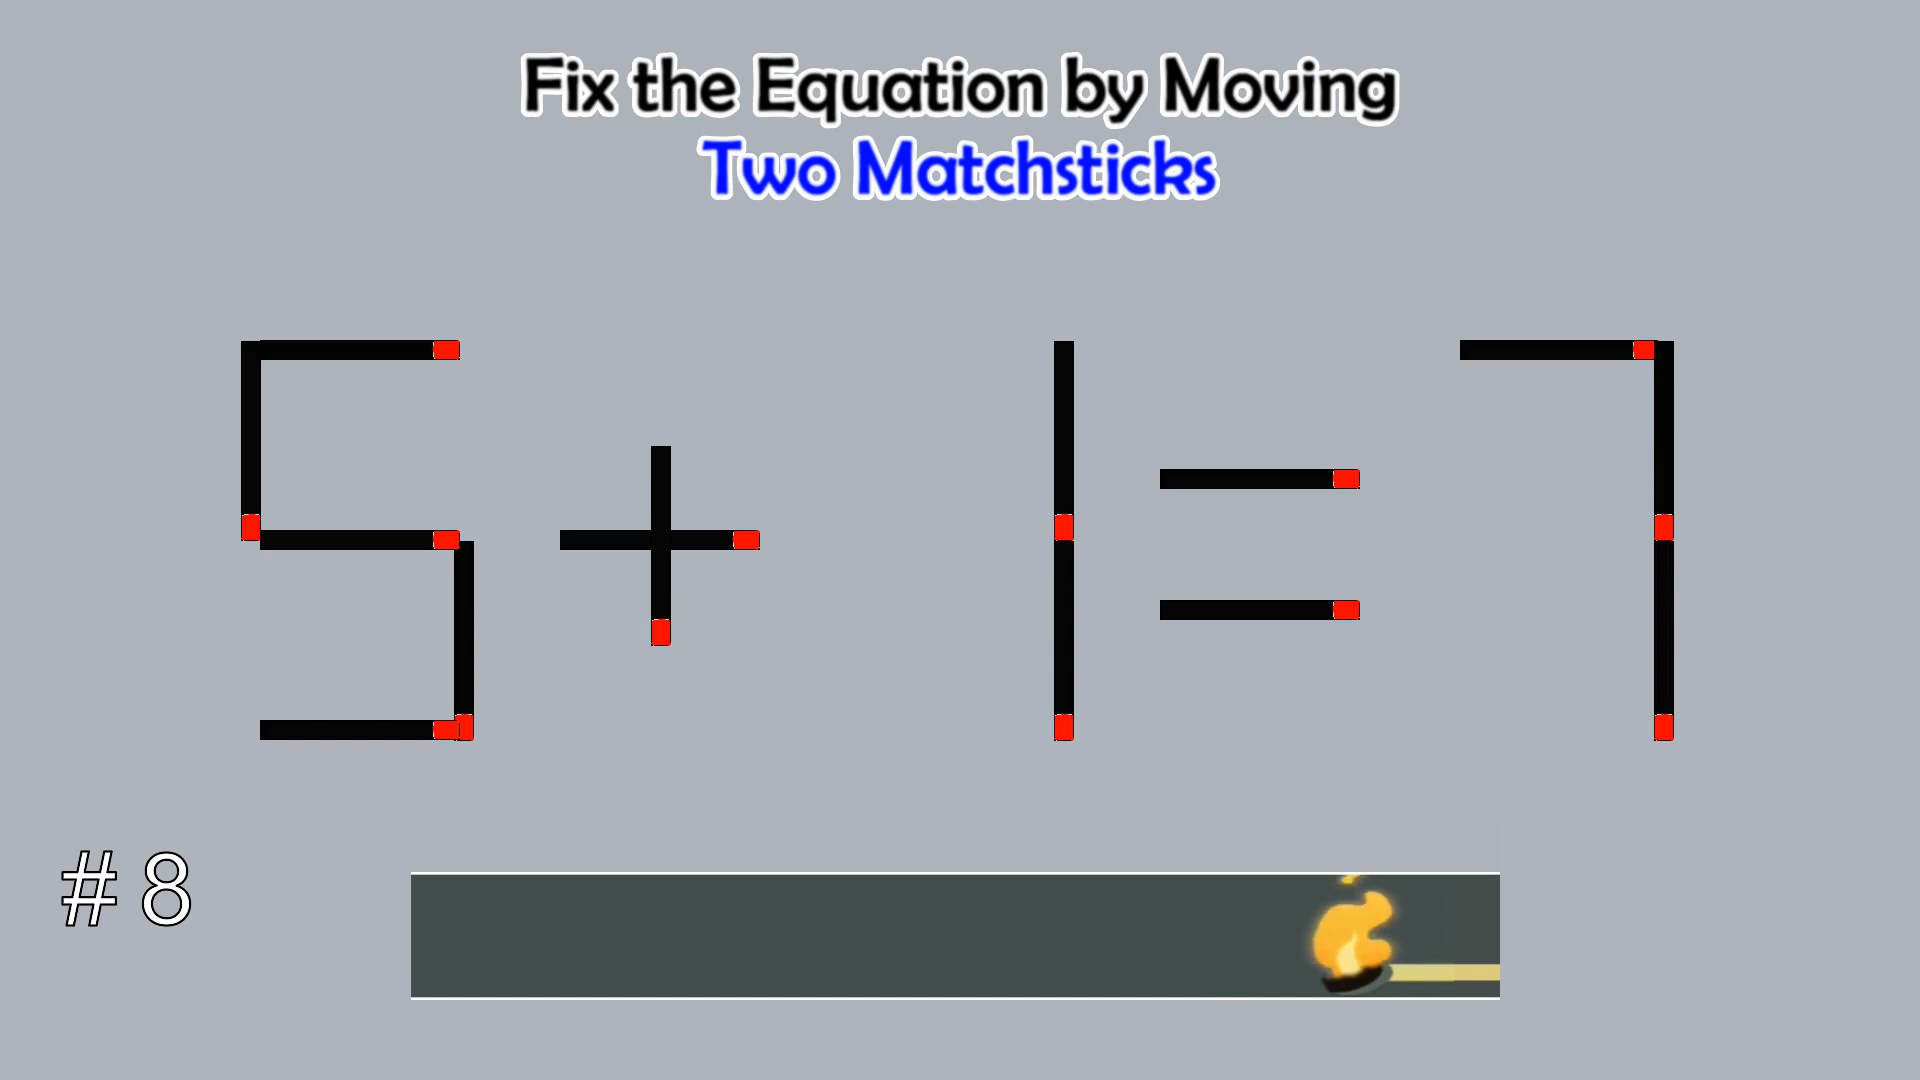 Fix the Equation by Moving
Two Matchsticks
5 + 1 = 7
# 8